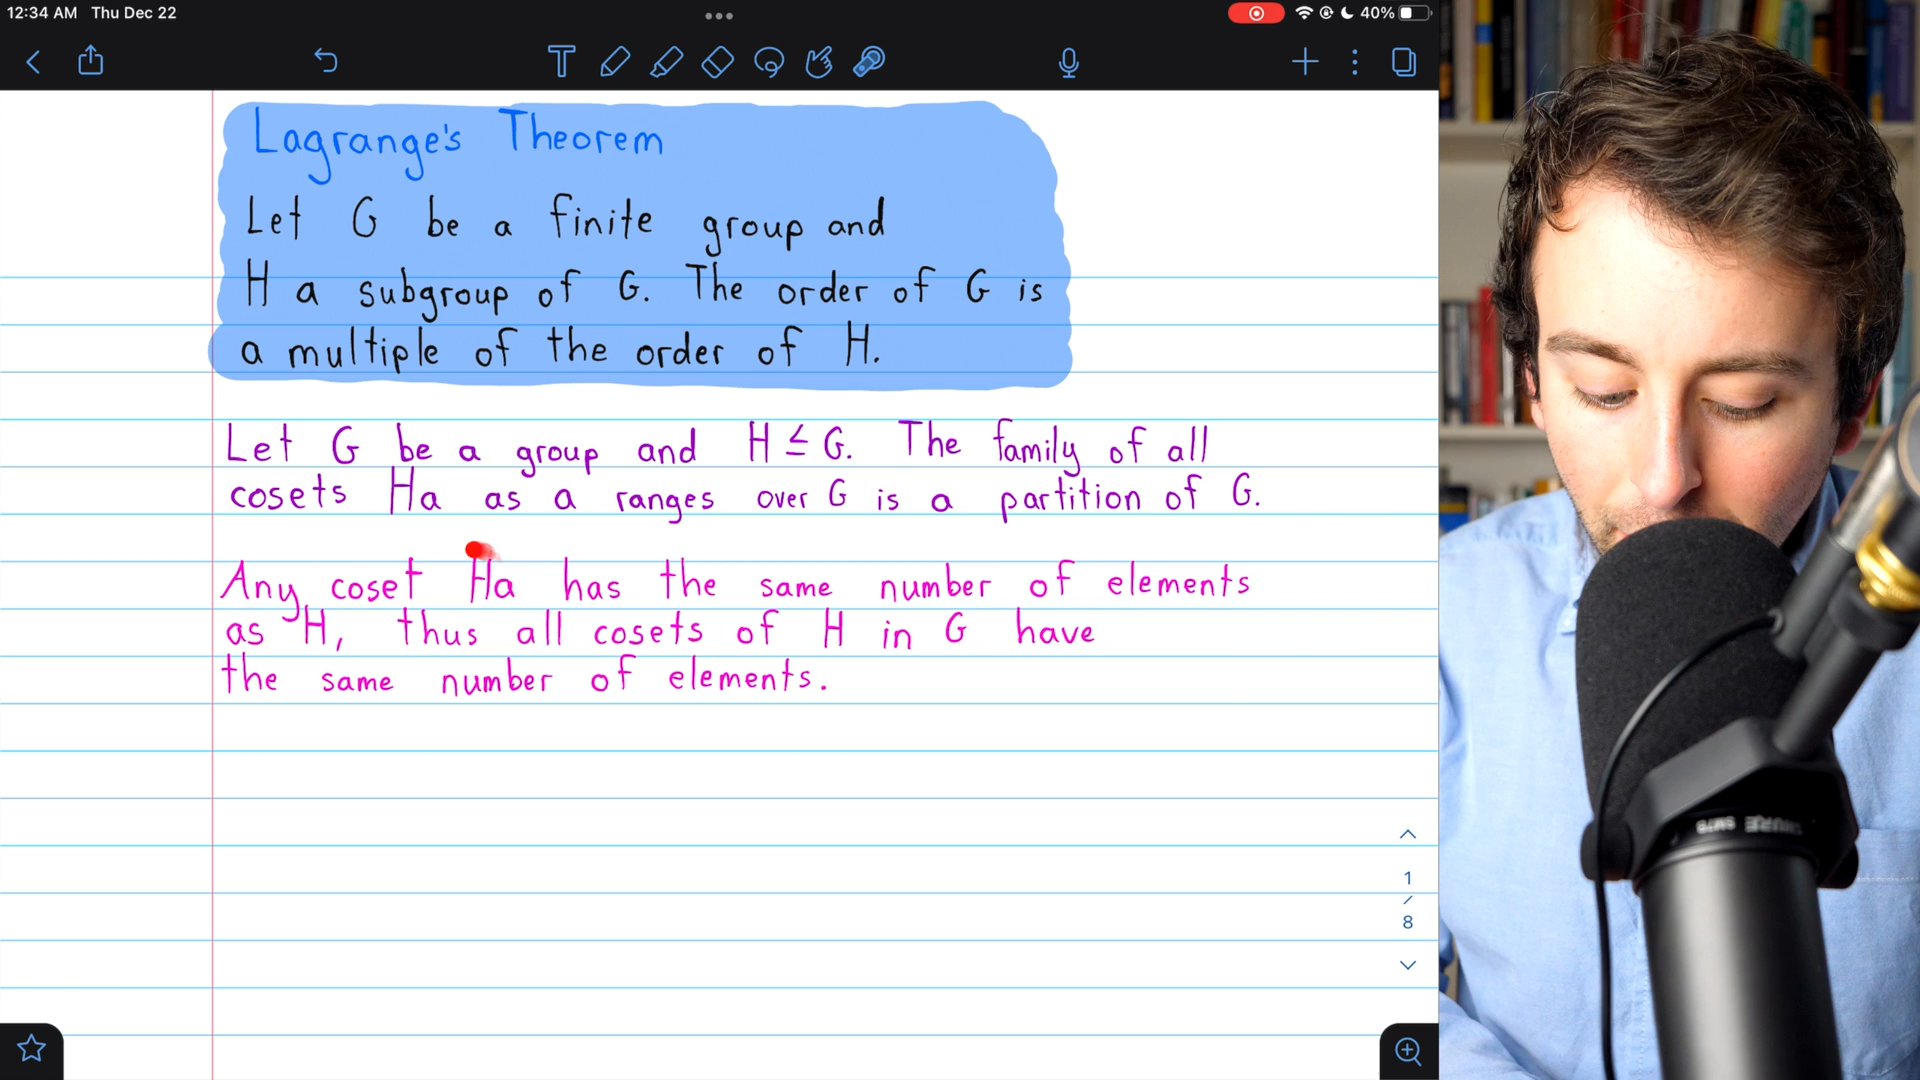 12:34 AM Thu Dec 22
40%
Lagrange's Theorem
Let G be a finite group and
H a subgroup of G. The order of G is
a multiple of the order of H.
Let G be a group and H ≤ G. The family of all
cosets Ha as a ranges over G is a partition of G.
Any coset Ha has the same number of elements
as H, thus all cosets of H in G have
the same number of elements.
1
/
8